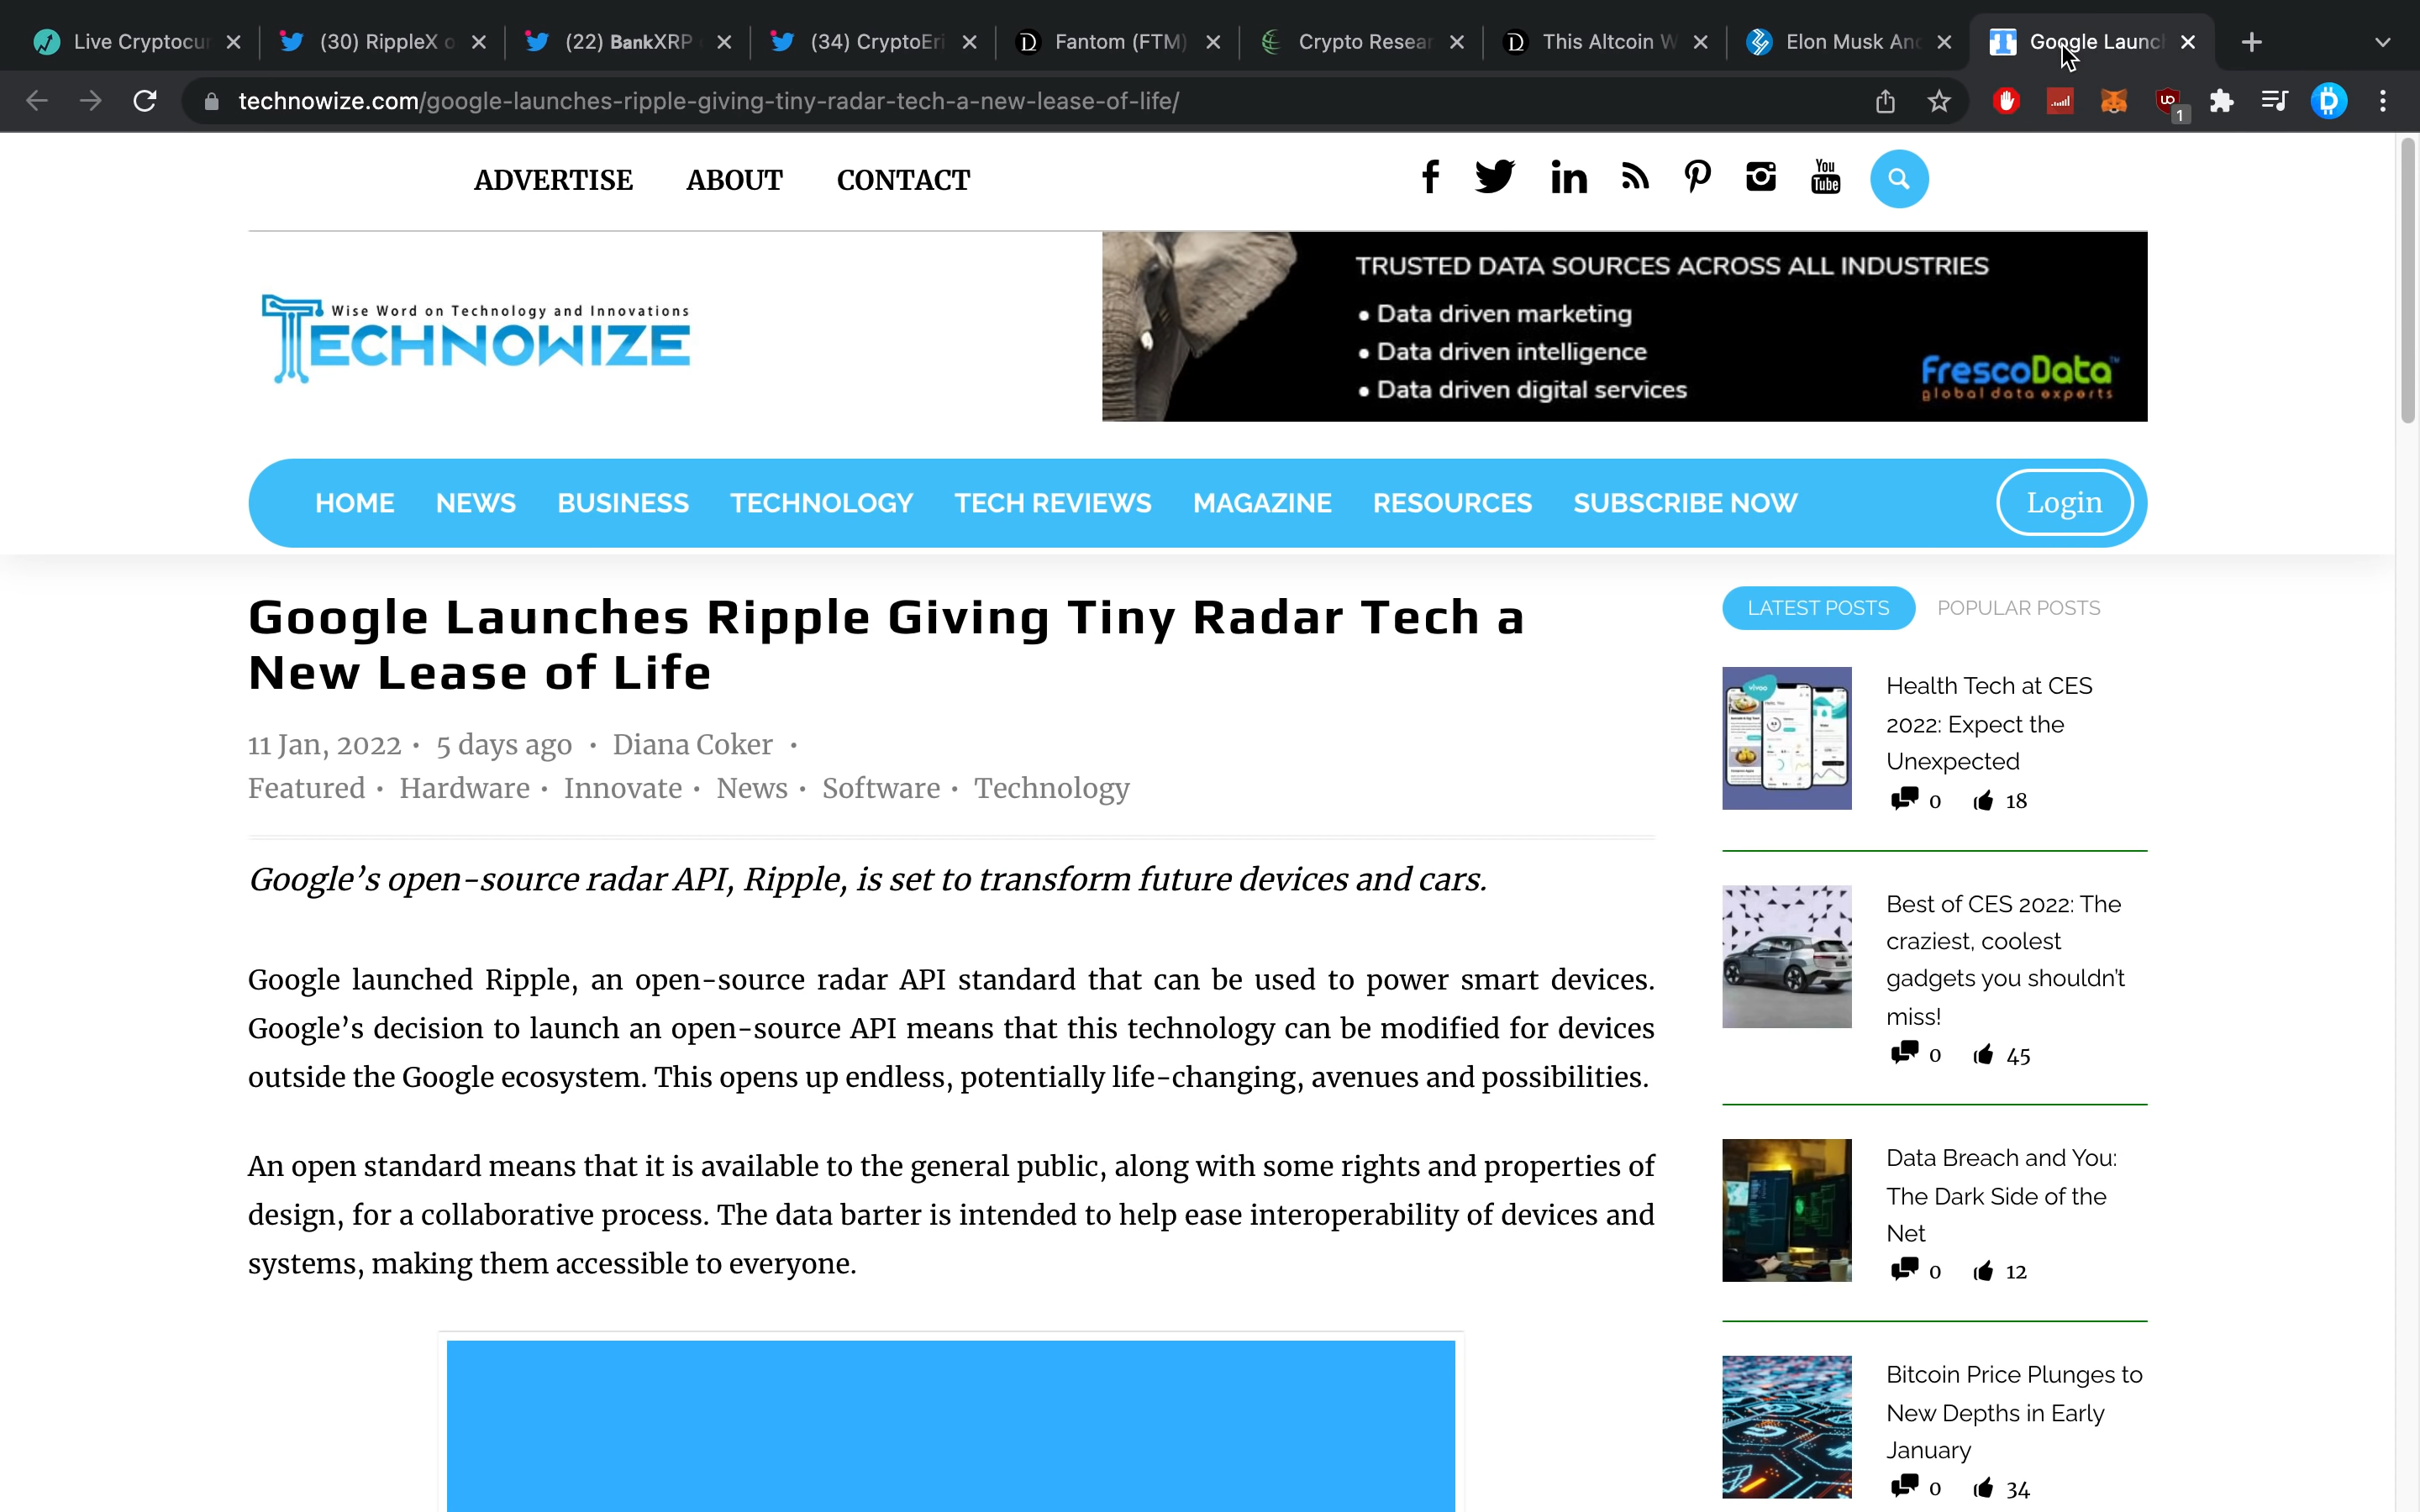 Live Cryptocur
(30) RippleX o
(22) BankXRP
(34) CryptoEri
Fantom (FTM)
Crypto Resear
This Altcoin W
Elon Musk And
Google Launch
technowize.com/google-launches-ripple-giving-tiny-radar-tech-a-new-lease-of-life/
1
ADVERTISE ABOUT CONTACT
You
Tube
Wise Word on Technology and Innovations
TECHNOWIZE
TRUSTED DATA SOURCES ACROSS ALL INDUSTRIES
• Data driven marketing
• Data driven intelligence
• Data driven digital services
FrescoData™
global data experts
HOME NEWS BUSINESS TECHNOLOGY TECH REVIEWS MAGAZINE RESOURCES SUBSCRIBE NOW Login
Google Launches Ripple Giving Tiny Radar Tech a
New Lease of Life
11 Jan, 2022 • 5 days ago • Diana Coker •
Featured • Hardware • Innovate • News • Software • Technology
Google’s open-source radar API, Ripple, is set to transform future devices and cars.
Google launched Ripple, an open-source radar API standard that can be used to power smart devices.
Google’s decision to launch an open-source API means that this technology can be modified for devices
outside the Google ecosystem. This opens up endless, potentially life-changing, avenues and possibilities.
An open standard means that it is available to the general public, along with some rights and properties of
design, for a collaborative process. The data barter is intended to help ease interoperability of devices and
systems, making them accessible to everyone.
LATEST POSTS POPULAR POSTS
vivoo
Health Tech at CES
2022: Expect the
Unexpected
0 18
Best of CES 2022: The
craziest, coolest
gadgets you shouldn’t
miss!
0 45
Data Breach and You:
The Dark Side of the
Net
0 12
Bitcoin Price Plunges to
New Depths in Early
January
0 34